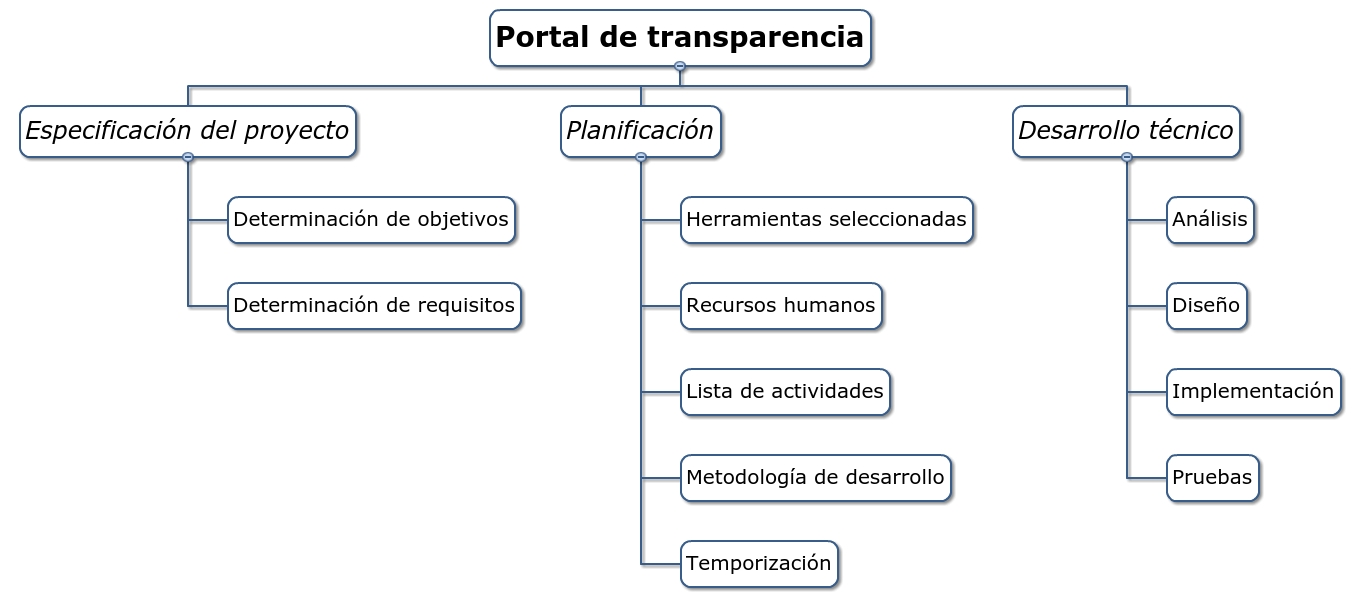 Portal de transparencia
Especificación del proyecto
Determinación de objetivos
Determinación de requisitos
Planificación
Herramientas seleccionadas
Recursos humanos
Lista de actividades
Metodología de desarrollo
Temporización
Desarrollo técnico
Análisis
Diseño
Implementación
Pruebas